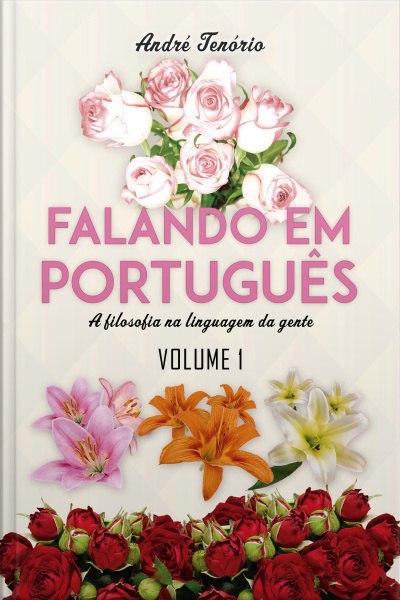 André Tenório
FALANDO EM
PORTUGUÊS
A filosofia na linguagem da gente
VOLUME 1